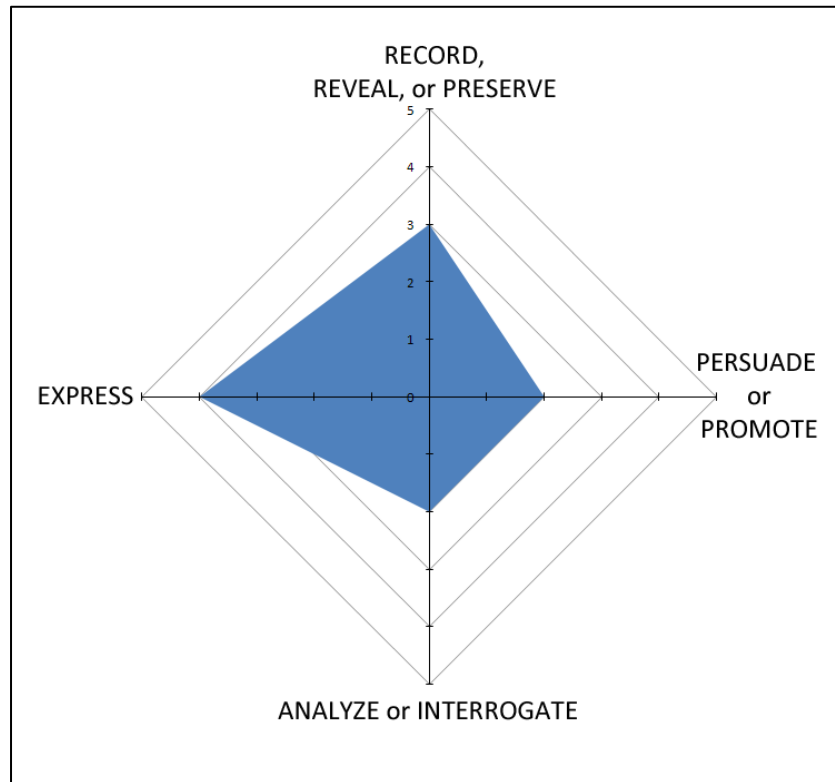 RECORD,
REVEAL, or PRESERVE
5
4
3
2
1
0
EXPRESS
PERSUADE
or
PROMOTE
ANALYZE or INTERROGATE